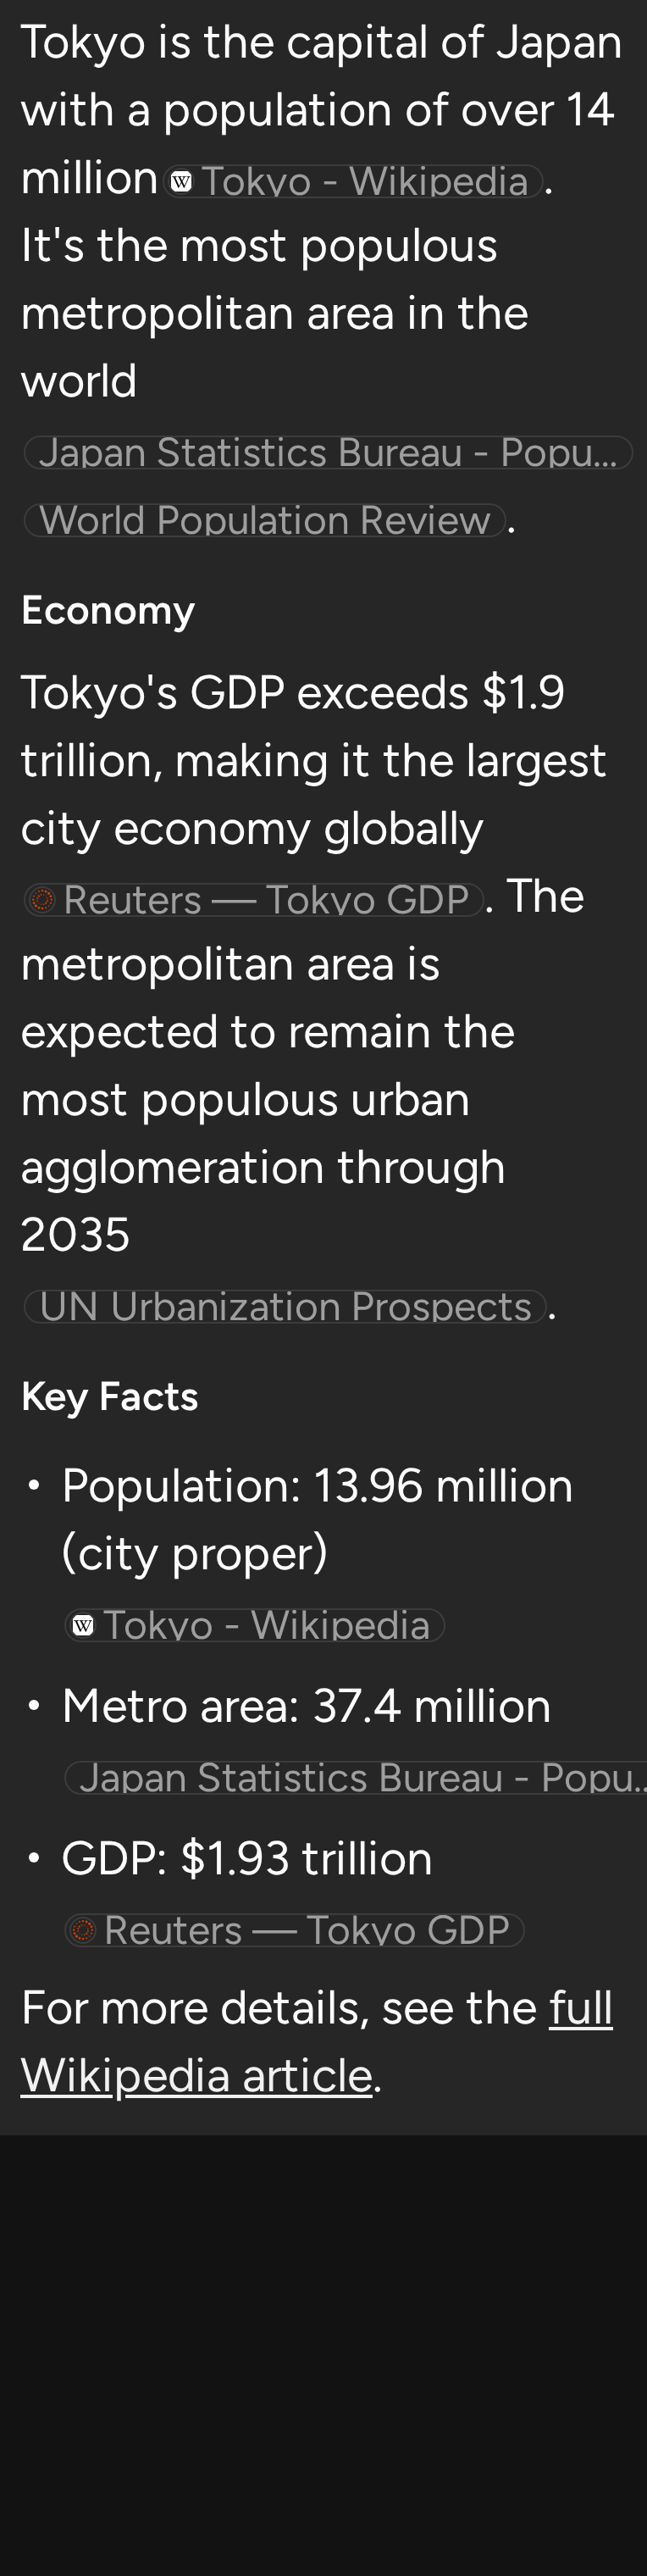 Tokyo is the capital of Japan
with a population of over 14
million W Tokyo - Wikipedia.
It's the most populous
metropolitan area in the
world
Japan Statistics Bureau - Popu...
World Population Review.
Economy
Tokyo's GDP exceeds $1.9
trillion, making it the largest
city economy globally
Reuters — Tokyo GDP. The
metropolitan area is
expected to remain the
most populous urban
agglomeration through
2035
UN Urbanization Prospects.
Key Facts
• Population: 13.96 million
(city proper)
W Tokyo - Wikipedia
• Metro area: 37.4 million
Japan Statistics Bureau - Popu..
• GDP: $1.93 trillion
Reuters — Tokyo GDP
For more details, see the full
Wikipedia article.